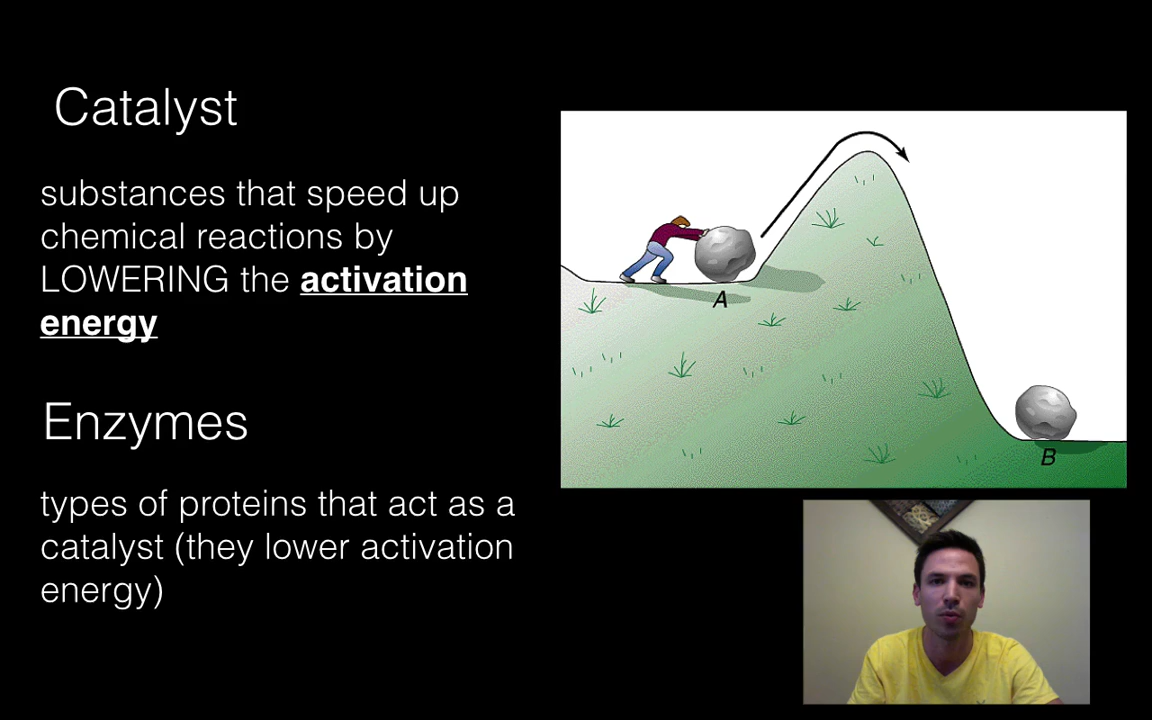 Catalyst
substances that speed up
chemical reactions by
LOWERING the activation
energy
Enzymes
types of proteins that act as a
catalyst (they lower activation
energy)
A
B